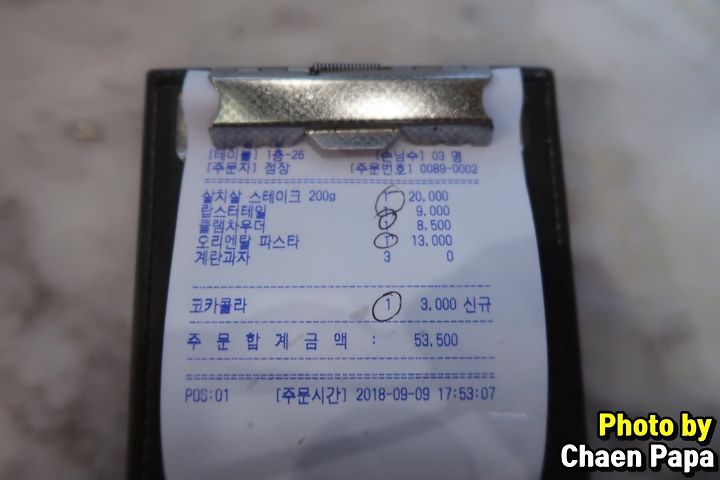 [테이블] 1층-26 [손님수] 03 명
[주문자] 점장 [주문번호] 0089-0002
살치살 스테이크 200g 1 20,000
랍스터테일 1 9,000
클램차우더 1 8,500
오리엔탈 파스타 1 13,000
계란과자 3 0
코카콜라 1 3,000 신규
주 문 합 계 금 액 : 53,500
POS:01 [주문시간] 2018-09-09 17:53:07
Photo by
Chaen Papa